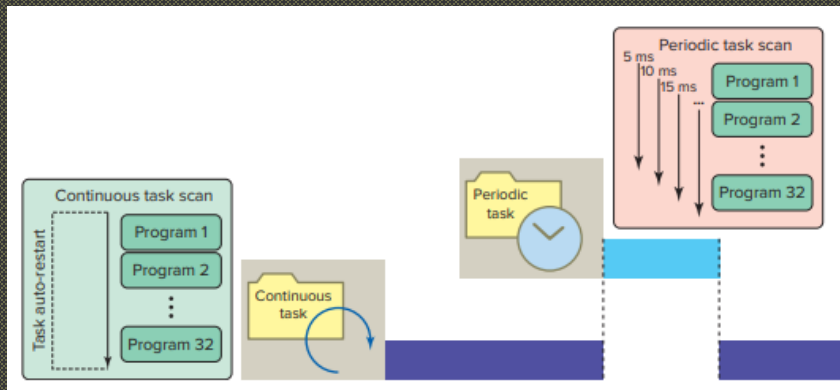 Periodic task scan
5 ms
10 ms
15 ms
...
Program 1
Program 2
Program 32
Periodic
task
Continuous task scan
Task auto-restart
Program 1
Program 2
Program 32
Continuous
task